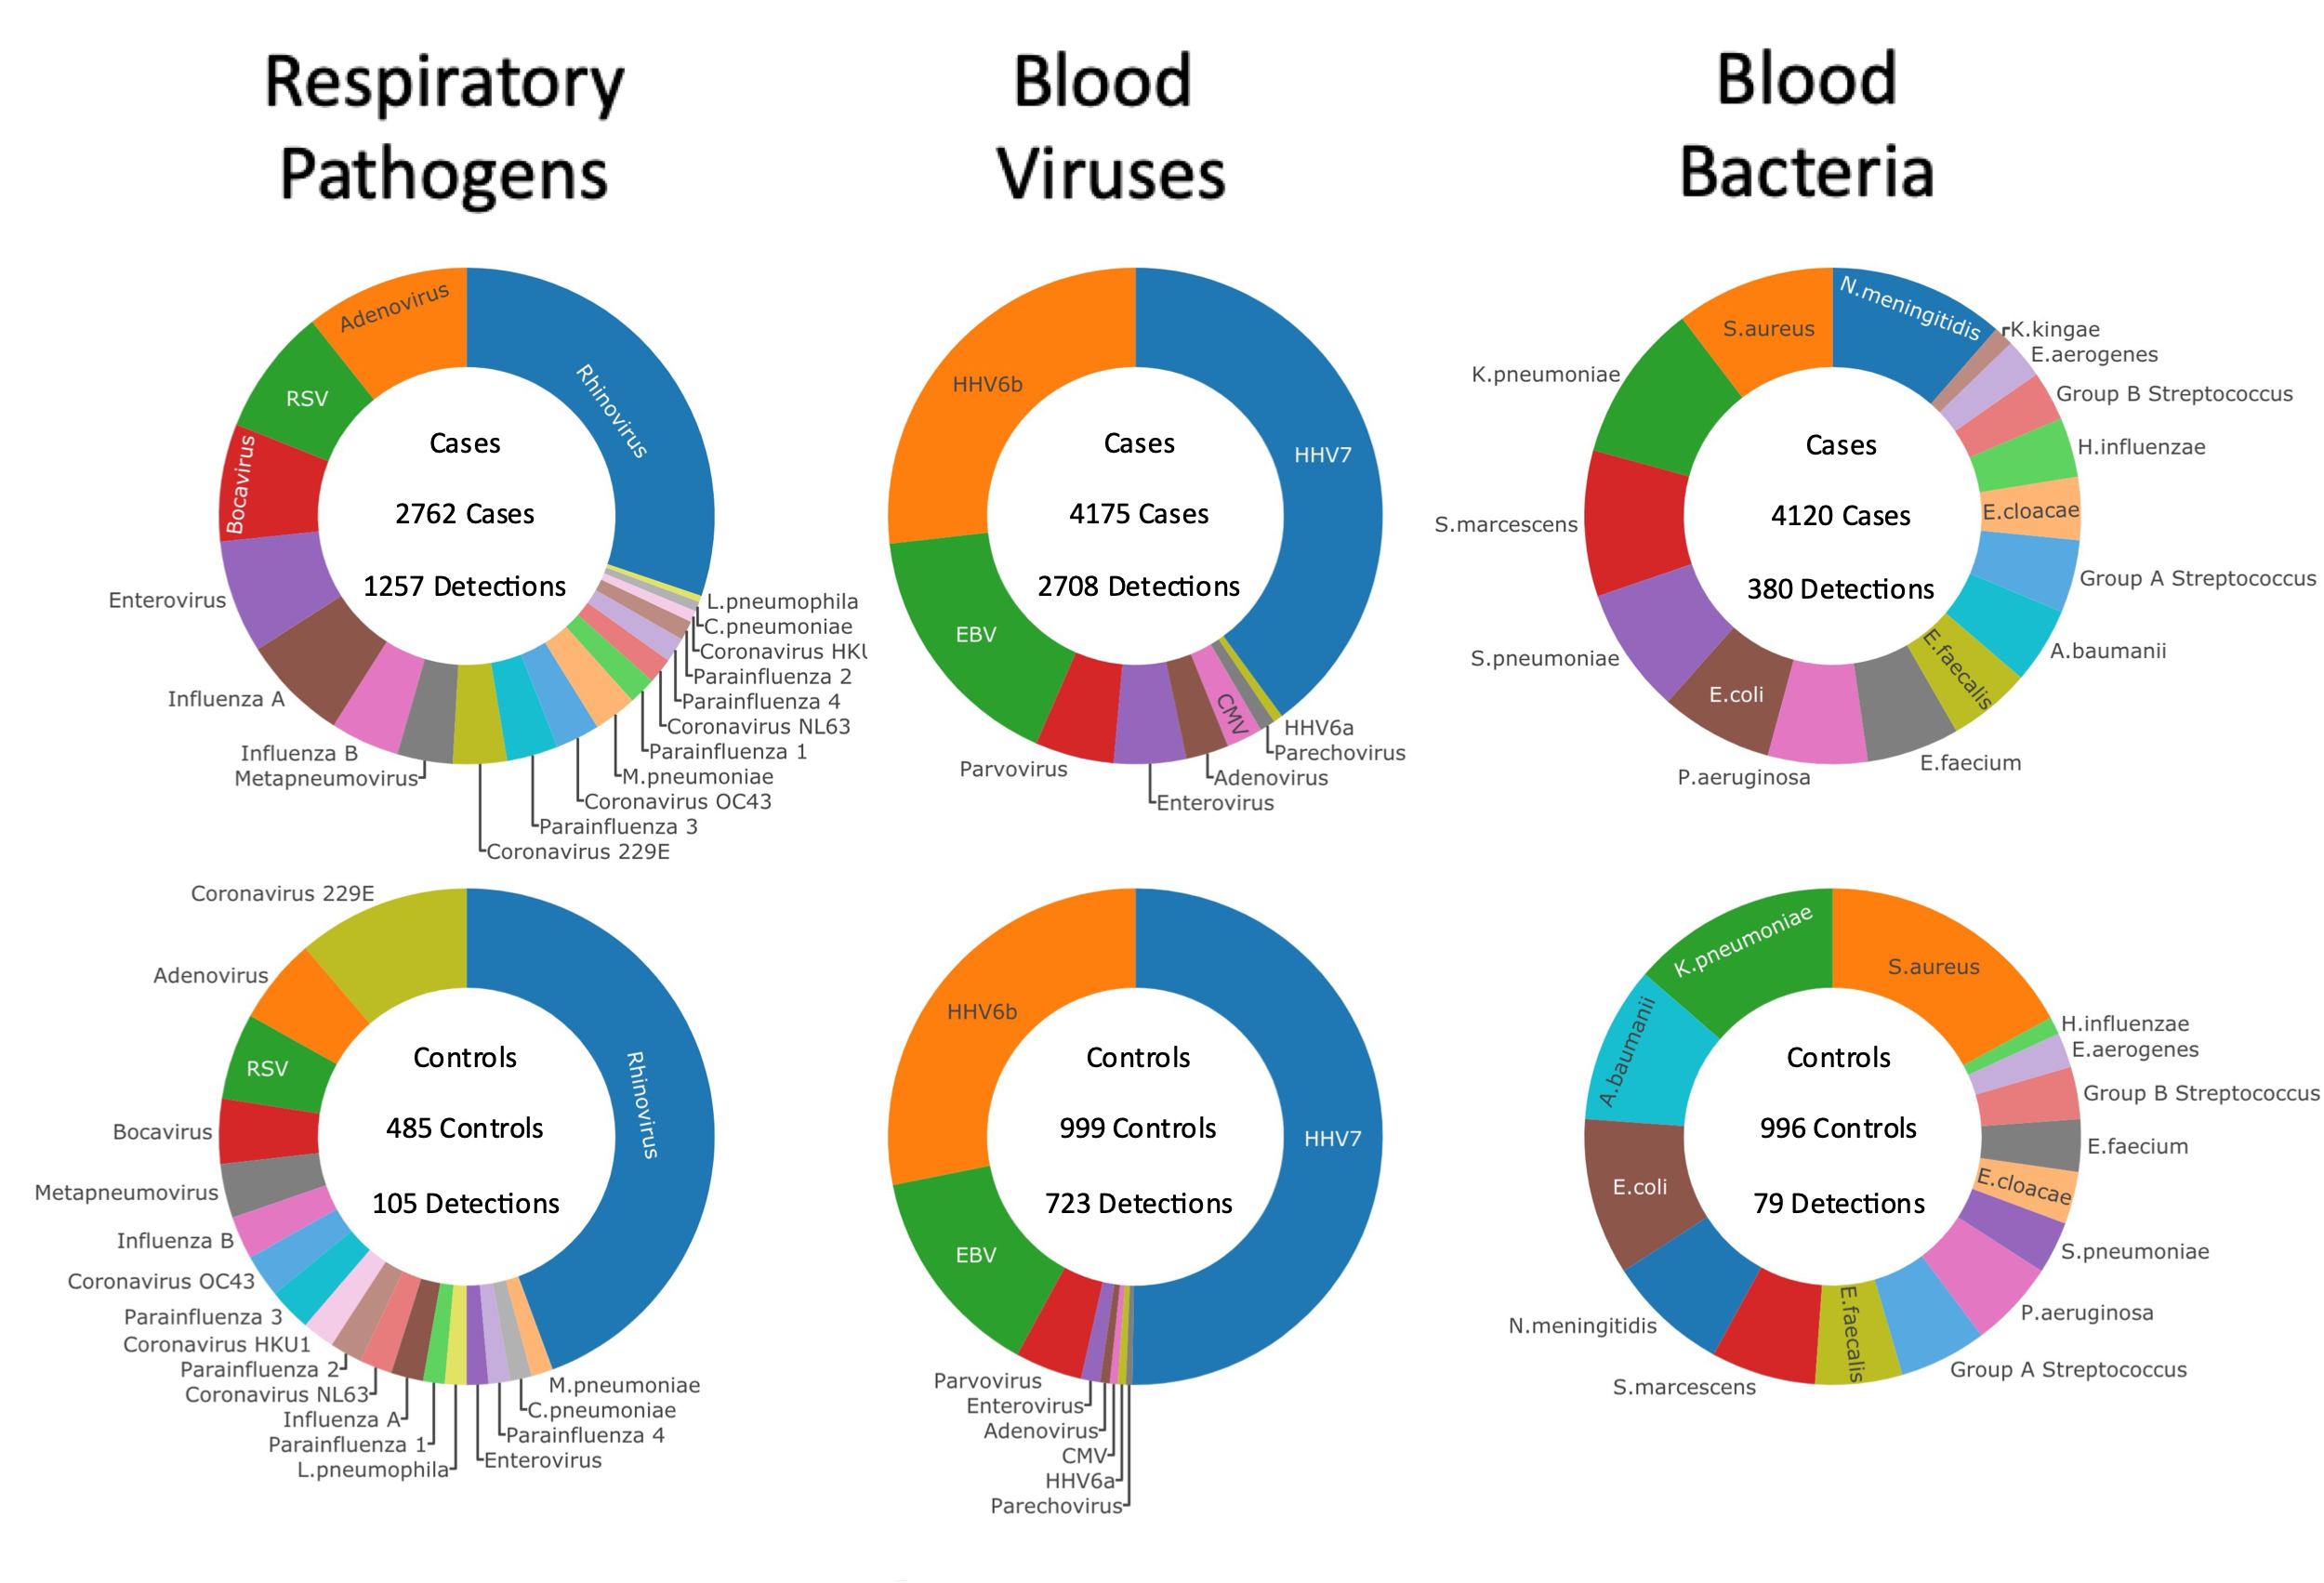 Respiratory
Pathogens
Blood
Viruses
Blood
Bacteria
Adenovirus
Rhinovirus
RSV
Bocavirus
Enterovirus
Influenza A
Influenza B
Metapneumovirus
Cases
2762 Cases
1257 Detections
L.pneumophila
C.pneumoniae
Coronavirus HKU
Parainfluenza 2
Parainfluenza 4
Coronavirus NL63
Parainfluenza 1
M.pneumoniae
Coronavirus OC43
Parainfluenza 3
Coronavirus 229E
HHV6b
HHV7
EBV
Cases
4175 Cases
2708 Detections
CMV
HHV6a
Parechovirus
Adenovirus
Enterovirus
Parvovirus
N.meningitidis
S.aureus
K.kingae
E.aerogenes
K.pneumoniae
Group B Streptococcus
H.influenzae
Cases
4120 Cases
380 Detections
E.cloacae
S.marcescens
Group A Streptococcus
A.baumanii
S.pneumoniae
E.faecalis
E.coli
E.faecium
P.aeruginosa
Coronavirus 229E
Adenovirus
RSV
Rhinovirus
Bocavirus
Metapneumovirus
Influenza B
Coronavirus OC43
Parainfluenza 3
Coronavirus HKU1
Parainfluenza 2
Coronavirus NL63
Influenza A
Parainfluenza 1
L.pneumophila
Controls
485 Controls
105 Detections
M.pneumoniae
C.pneumoniae
Parainfluenza 4
Enterovirus
HHV6b
HHV7
EBV
Controls
999 Controls
723 Detections
Parvovirus
Enterovirus
Adenovirus
CMV
HHV6a
Parechovirus
K.pneumoniae
S.aureus
A.baumanii
H.influenzae
E.aerogenes
Group B Streptococcus
Controls
996 Controls
79 Detections
E.faecium
E.cloacae
E.coli
S.pneumoniae
P.aeruginosa
N.meningitidis
E.faecalis
Group A Streptococcus
S.marcescens